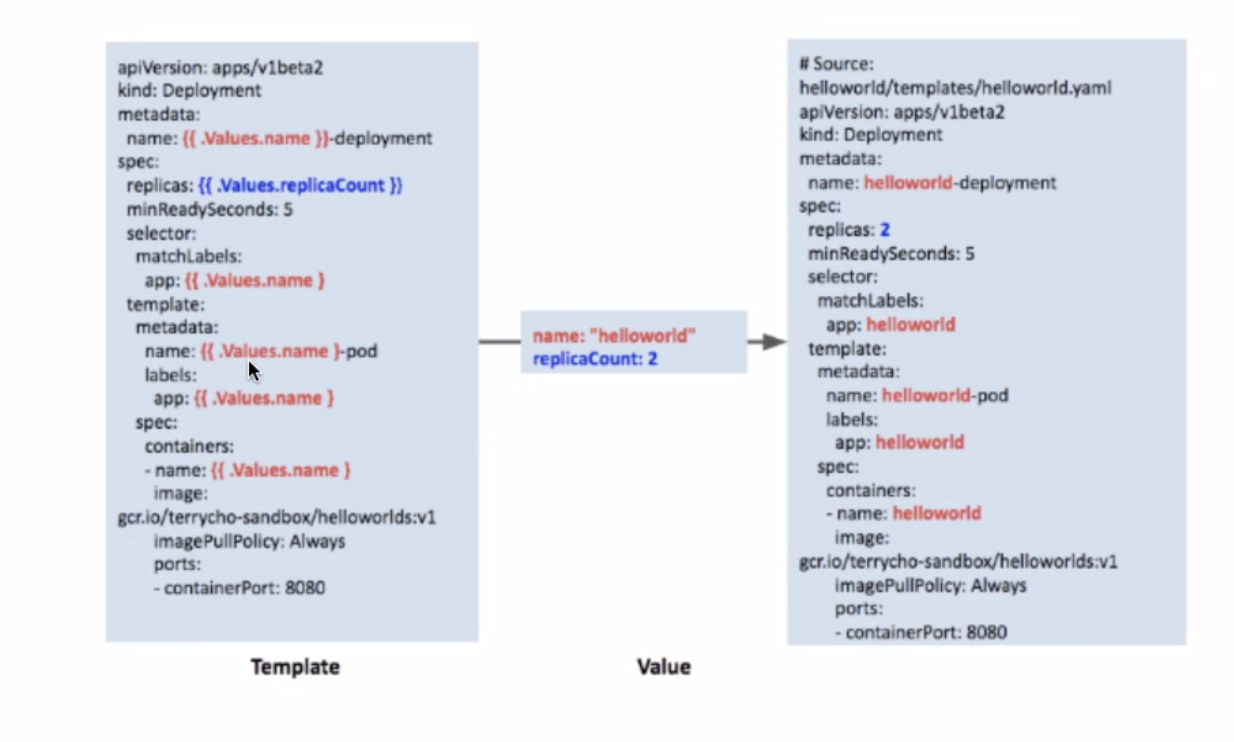 apiVersion: apps/v1beta2
kind: Deployment
metadata:
  name: {{ .Values.name }}-deployment
spec:
  replicas: {{ .Values.replicaCount }}
  minReadySeconds: 5
  selector:
    matchLabels:
      app: {{ .Values.name }
  template:
    metadata:
      name: {{ .Values.name }-pod
      labels:
        app: {{ .Values.name }
    spec:
      containers:
      - name: {{ .Values.name }
        image:
gcr.io/terrycho-sandbox/helloworlds:v1
        imagePullPolicy: Always
        ports:
        - containerPort: 8080
Template
name: "helloworld"
replicaCount: 2
Value
# Source:
helloworld/templates/helloworld.yaml
apiVersion: apps/v1beta2
kind: Deployment
metadata:
  name: helloworld-deployment
spec:
  replicas: 2
  minReadySeconds: 5
  selector:
    matchLabels:
      app: helloworld
  template:
    metadata:
      name: helloworld-pod
      labels:
        app: helloworld
    spec:
      containers:
      - name: helloworld
        image:
gcr.io/terrycho-sandbox/helloworlds:v1
        imagePullPolicy: Always
        ports:
        - containerPort: 8080